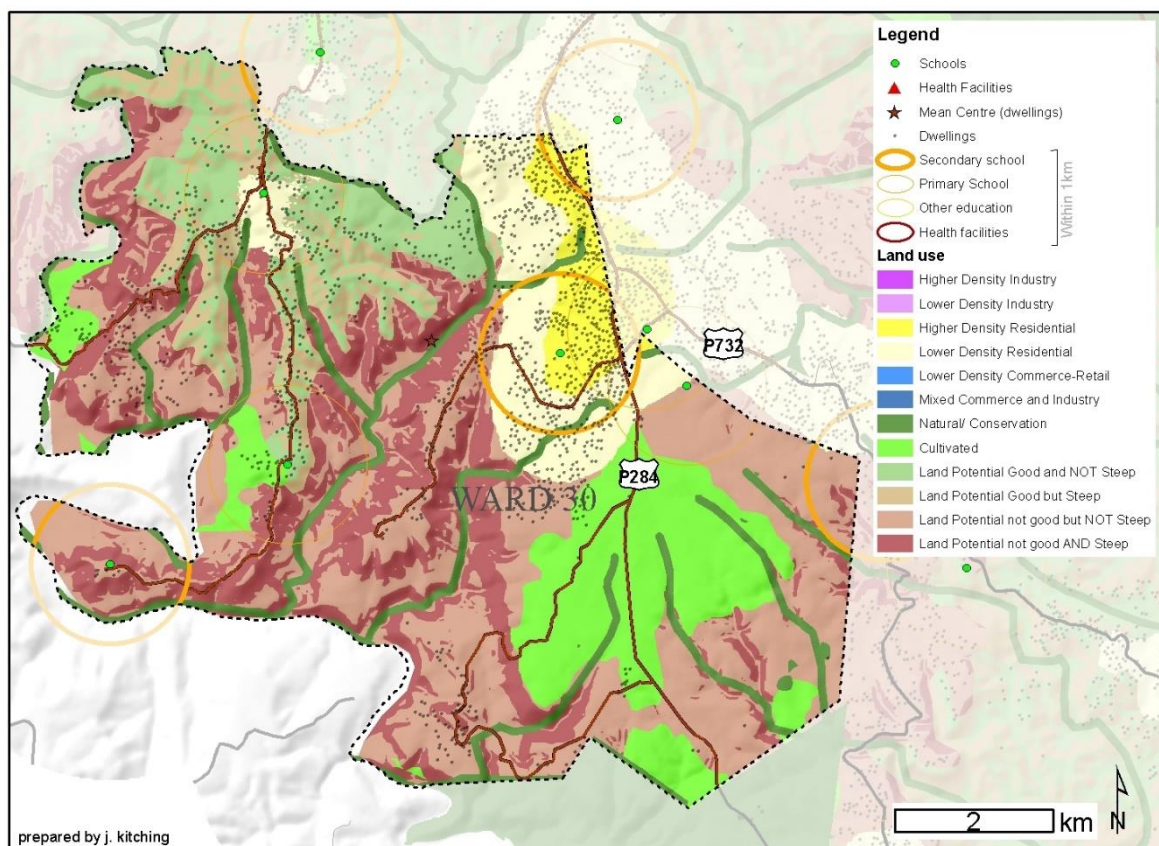 Legend
Schools
Health Facilities
Mean Centre (dwellings)
Dwellings
Secondary school
Primary School
Other education
Health facilities
Within 1km
Land use
Higher Density Industry
Lower Density Industry
Higher Density Residential
Lower Density Residential
Lower Density Commerce-Retail
Mixed Commerce and Industry
Natural/ Conservation
Cultivated
Land Potential Good and NOT Steep
Land Potential Good but Steep
Land Potential not good but NOT Steep
Land Potential not good AND Steep
P732
P284
WARD 30
2 km
N
prepared by j. kitching